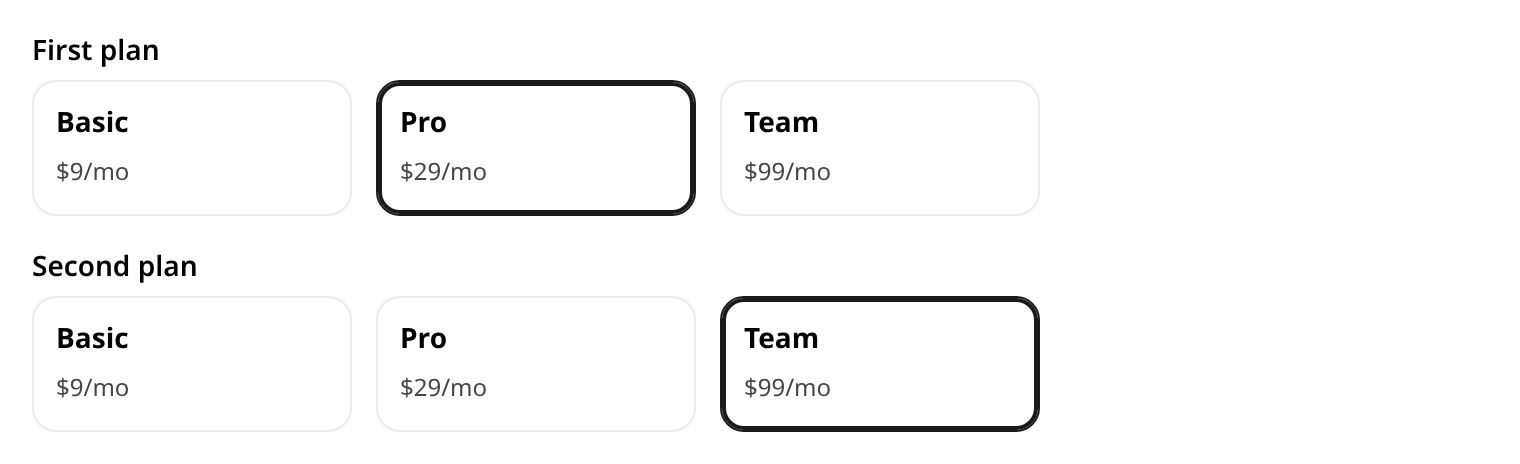 First plan
Basic
$9/mo
Pro
$29/mo
Team
$99/mo
Second plan
Basic
$9/mo
Pro
$29/mo
Team
$99/mo